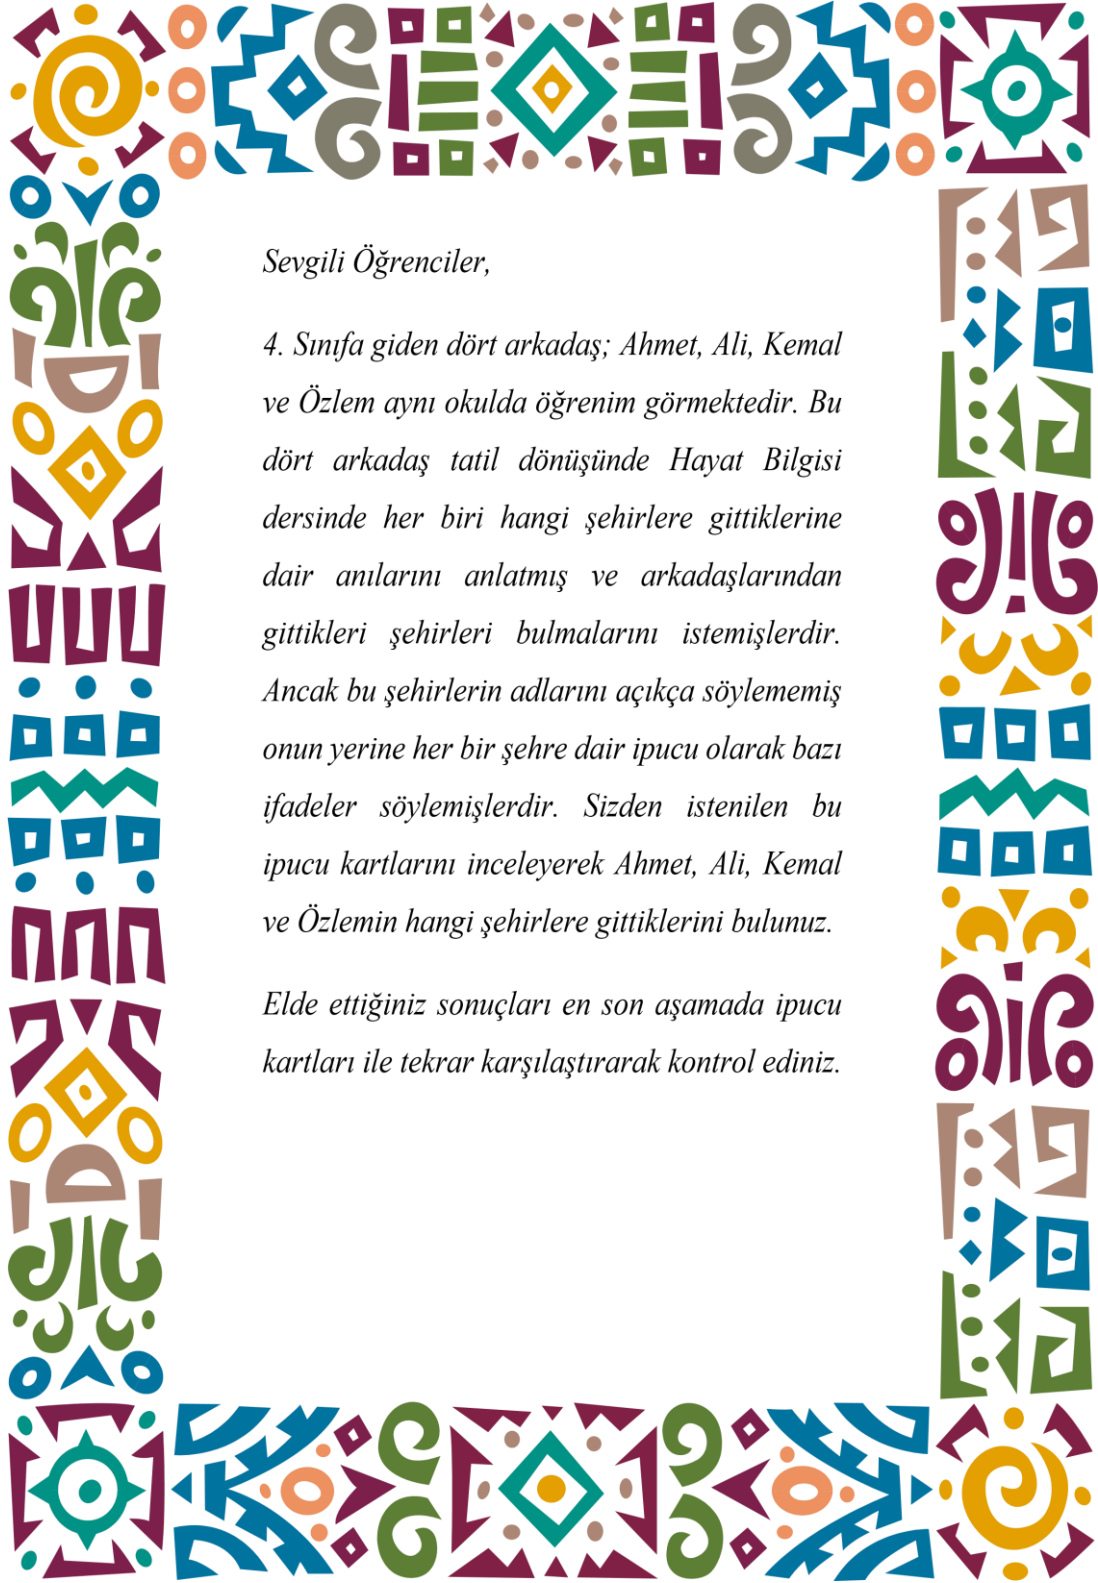 Sevgili Öğrenciler,
4. Sınıfa giden dört arkadaş; Ahmet, Ali, Kemal
ve Özlem aynı okulda öğrenim görmektedir. Bu
dört arkadaş tatil dönüşünde Hayat Bilgisi
dersinde her biri hangi şehirlere gittiklerine
dair anılarını anlatmış ve arkadaşlarından
gittikleri şehirleri bulmalarını istemişlerdir.
Ancak bu şehirlerin adlarını açıkça söylememiş
onun yerine her bir şehre dair ipucu olarak bazı
ifadeler söylemişlerdir. Sizden istenilen bu
ipucu kartlarını inceleyerek Ahmet, Ali, Kemal
ve Özlemin hangi şehirlere gittiklerini bulunuz.
Elde ettiğiniz sonuçları en son aşamada ipucu
kartları ile tekrar karşılaştırarak kontrol ediniz.